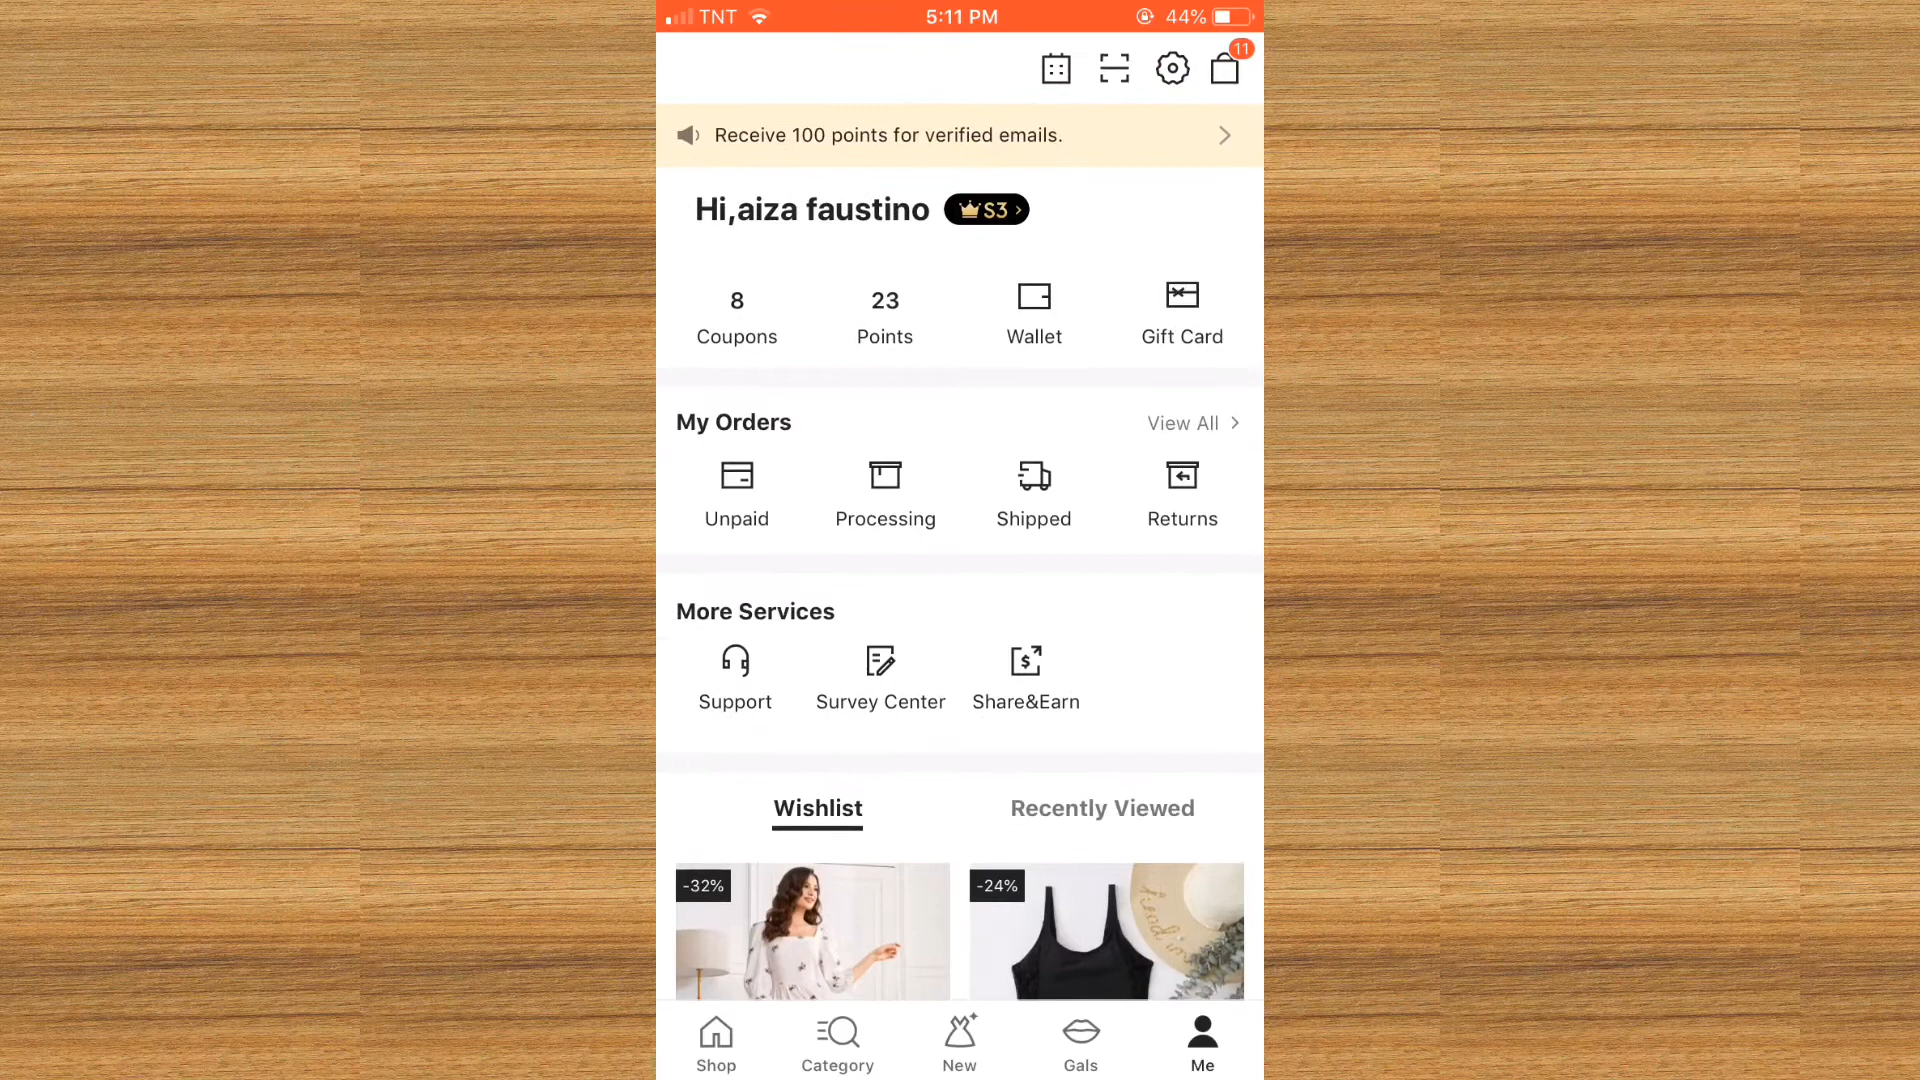 TNT 5:11 PM 44%
11
Receive 100 points for verified emails.
Hi,aiza faustino S3
8 23
Coupons Points Wallet Gift Card
My Orders View All
Unpaid Processing Shipped Returns
More Services
Support Survey Center Share&Earn
Wishlist Recently Viewed
-32% -24%
Shop Category New Gals Me